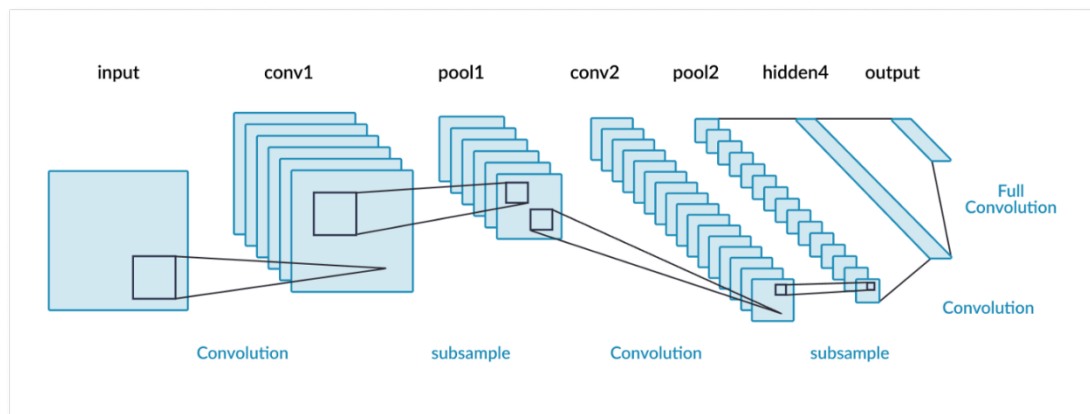 input conv1 pool1 conv2 pool2 hidden4 output
Full
Convolution
Convolution
Convolution subsample Convolution subsample